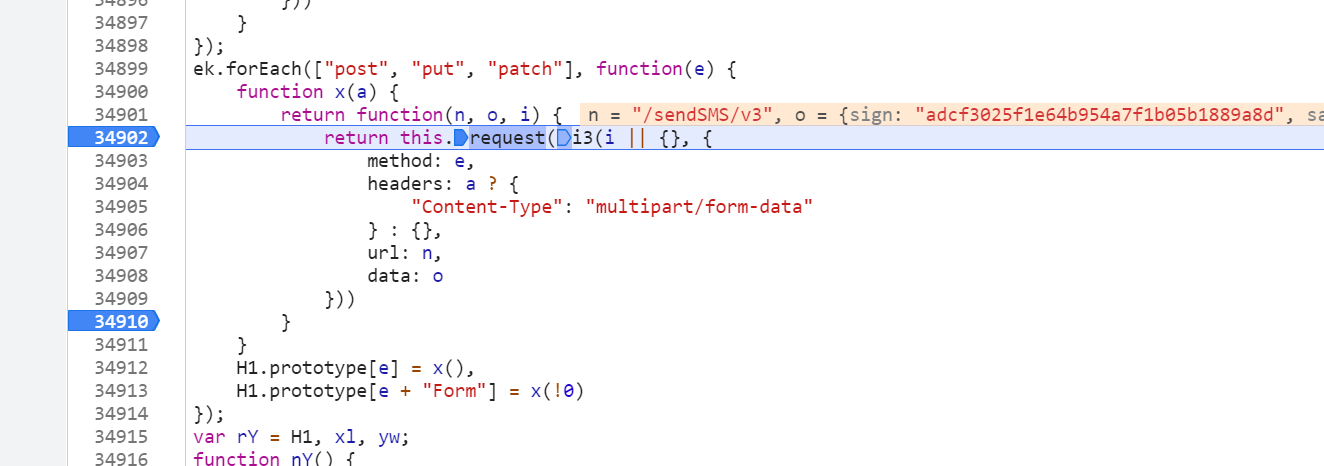 34896 }))
34897 }
34898 });
34899 ek.forEach(["post", "put", "patch"], function(e) {
34900 function x(a) {
34901 return function(n, o, i) { n = "/sendSMS/v3", o = {sign: "adcf3025f1e64b954a7f1b05b1889a8d", sa
34902 return this.request(i3(i || {}, {
34903 method: e,
34904 headers: a ? {
34905 "Content-Type": "multipart/form-data"
34906 } : {},
34907 url: n,
34908 data: o
34909 }))
34910 }
34911 }
34912 H1.prototype[e] = x(),
34913 H1.prototype[e + "Form"] = x(!0)
34914 });
34915 var rY = H1, xl, yw;
34916 function nY() {